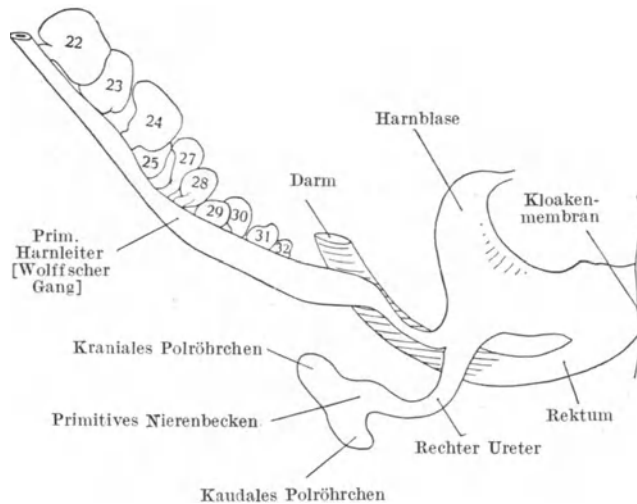 22
23
24
25
27
28
29
30
31
32
Harnblase
Darm
Kloaken-
membran
Prim.
Harnleiter
[Wolffscher
Gang]
Kraniales Polröhrchen
Primitives Nierenbecken
Rektum
Rechter Ureter
Kaudales Polröhrchen